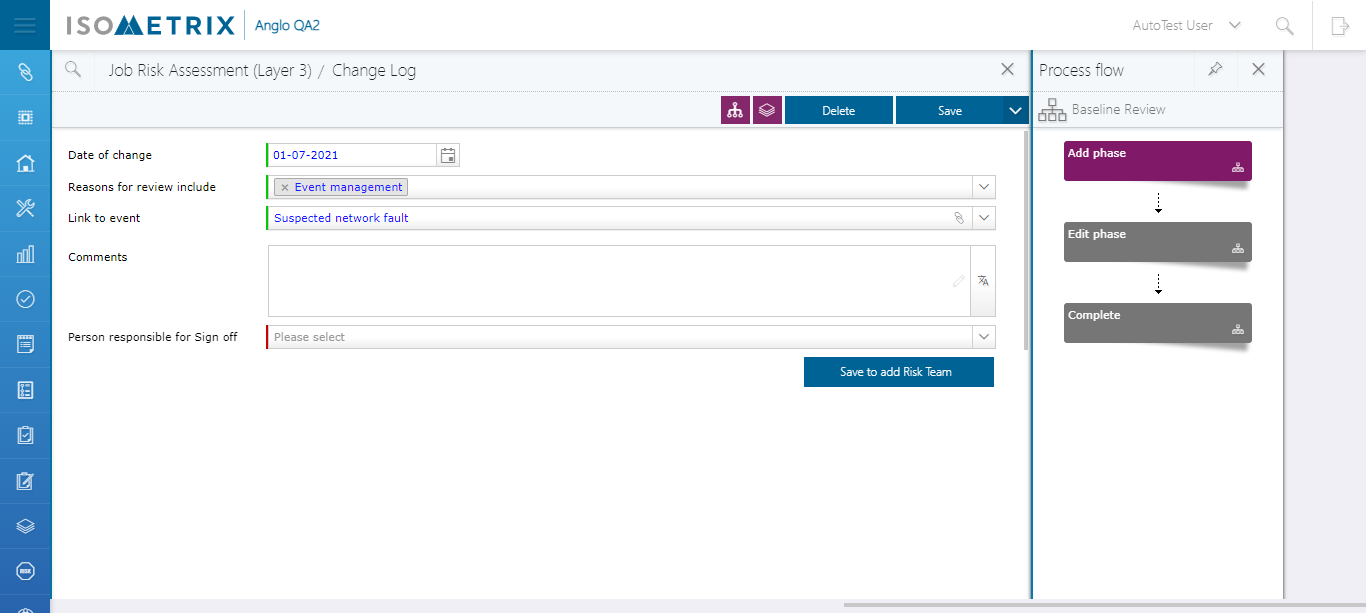 ISOMETRIX Anglo QA2
AutoTest User
Job Risk Assessment (Layer 3) / Change Log
Process flow
Delete
Save
Baseline Review
Date of change
01-07-2021
Add phase
Reasons for review include
× Event management
Link to event
Suspected network fault
Edit phase
Comments
Complete
Person responsible for Sign off
Please select
Save to add Risk Team